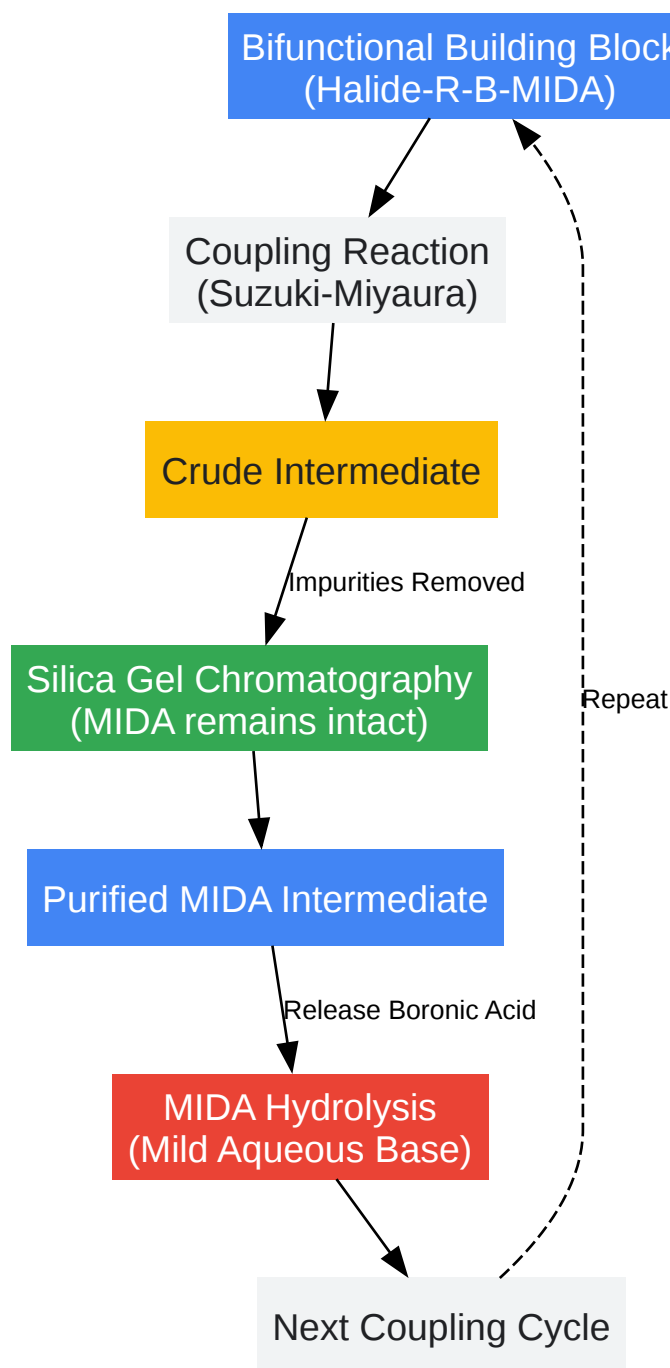 Bifunctional Building Block
(Halide-R-B-MIDA)
Coupling Reaction
(Suzuki-Miyaura)
Crude Intermediate
Impurities Removed
Silica Gel Chromatography
(MIDA remains intact)
Repeat
Purified MIDA Intermediate
Release Boronic Acid
MIDA Hydrolysis
(Mild Aqueous Base)
Next Coupling Cycle